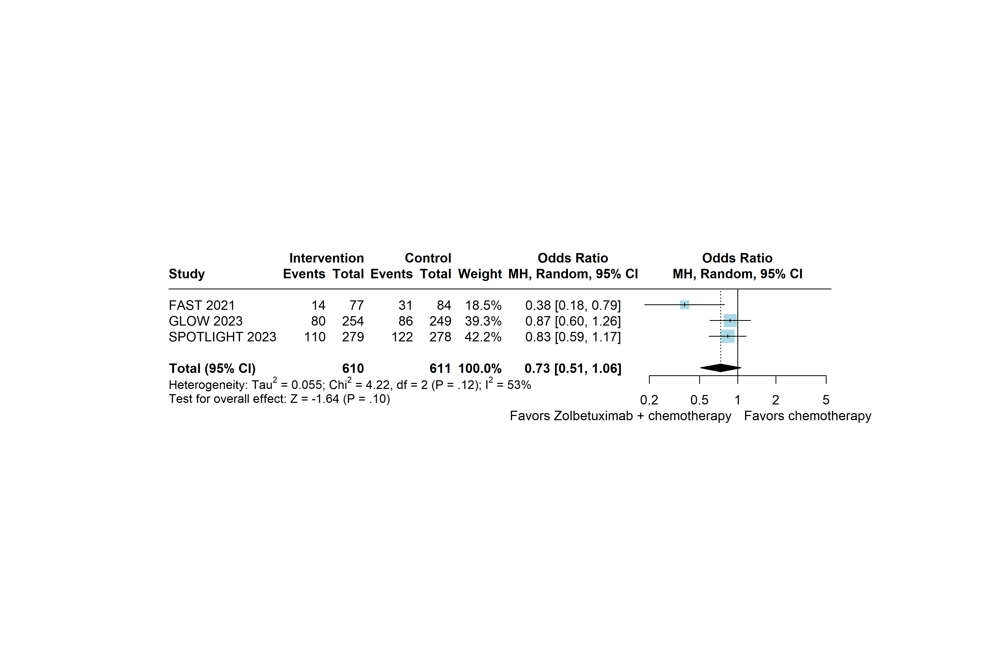 Intervention Control Odds Ratio Odds Ratio
Study Events Total Events Total Weight MH, Random, 95% CI MH, Random, 95% CI
FAST 2021 14 77 31 84 18.5% 0.38 [0.18, 0.79]
GLOW 2023 80 254 86 249 39.3% 0.87 [0.60, 1.26]
SPOTLIGHT 2023 110 279 122 278 42.2% 0.83 [0.59, 1.17]
Total (95% CI) 610 611 100.0% 0.73 [0.51, 1.06]
Heterogeneity: Tau² = 0.055; Chi² = 4.22, df = 2 (P = .12); I² = 53%
Test for overall effect: Z = -1.64 (P = .10)
0.2 0.5 1 2 5
Favors Zolbetuximab + chemotherapy Favors chemotherapy